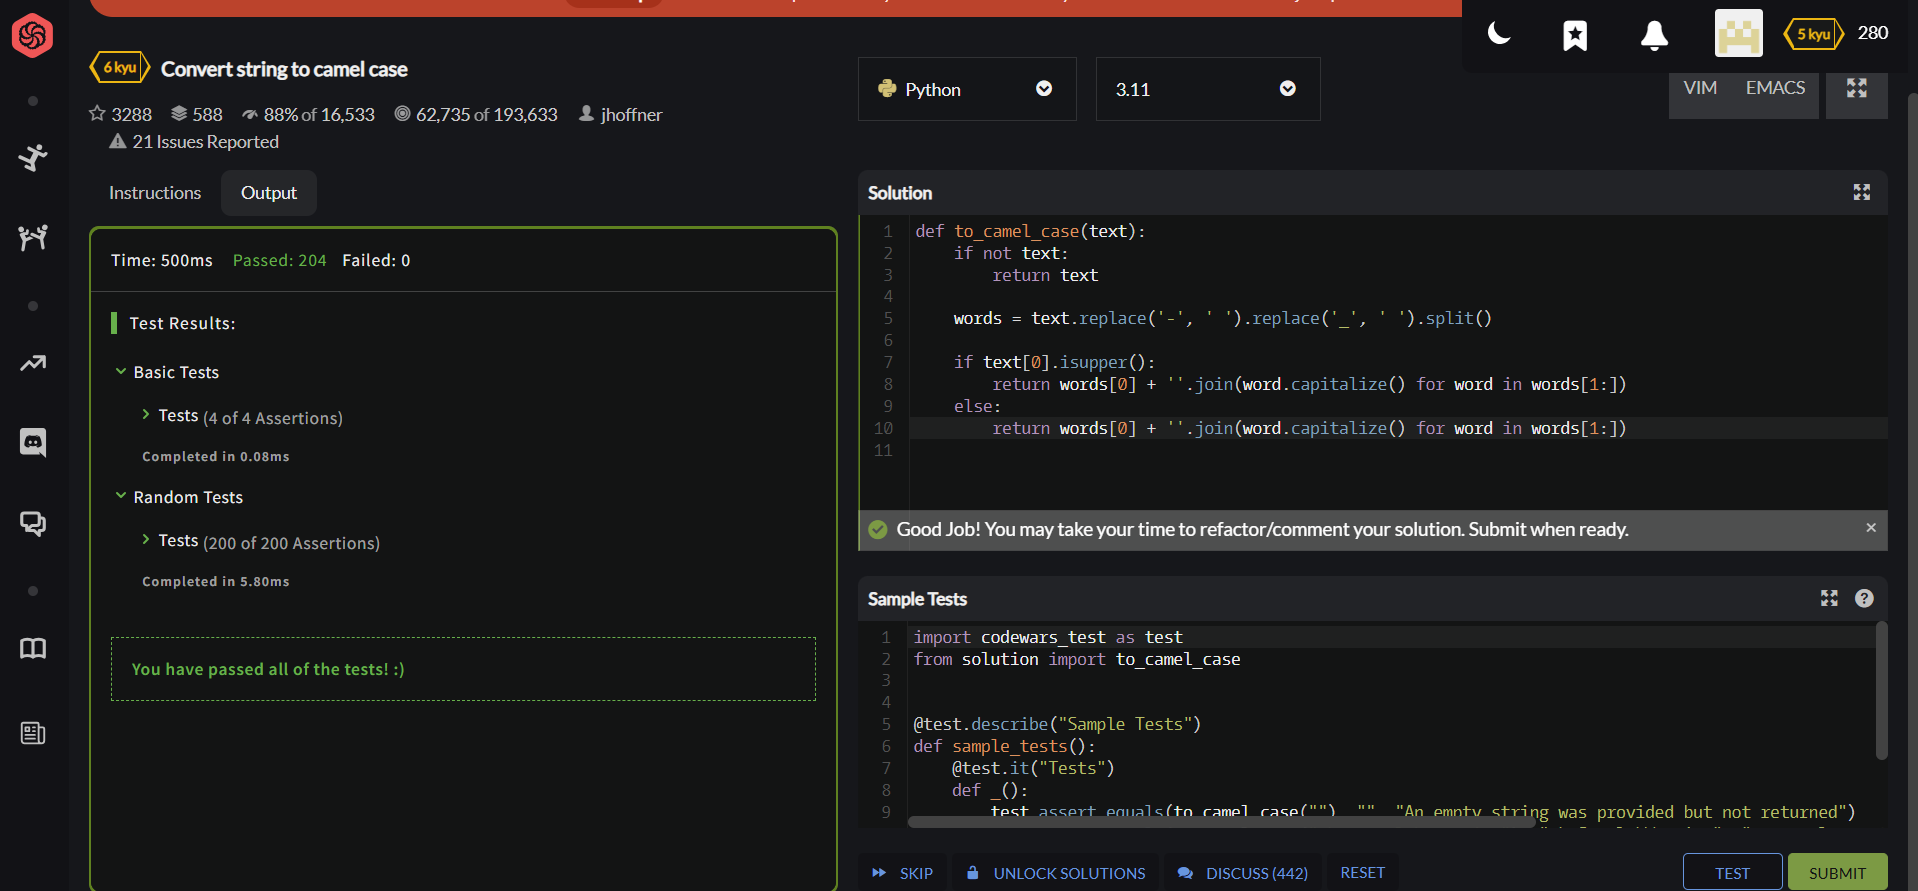 5 kyu 280
6 kyu Convert string to camel case
3288 588 88% of 16,533 62,735 of 193,633 jhoffner
21 Issues Reported
Python 3.11 VIM EMACS
Instructions Output
Time: 500ms Passed: 204 Failed: 0
Test Results:
Basic Tests
Tests (4 of 4 Assertions)
Completed in 0.08ms
Random Tests
Tests (200 of 200 Assertions)
Completed in 5.80ms
You have passed all of the tests! :)
Solution
1 def to_camel_case(text):
2 if not text:
3 return text
4
5 words = text.replace('-', ' ').replace('_', ' ').split()
6
7 if text[0].isupper():
8 return words[0] + ''.join(word.capitalize() for word in words[1:])
9 else:
10 return words[0] + ''.join(word.capitalize() for word in words[1:])
11
Good Job! You may take your time to refactor/comment your solution. Submit when ready.
Sample Tests
1 import codewars_test as test
2 from solution import to_camel_case
3
4
5 @test.describe("Sample Tests")
6 def sample_tests():
7 @test.it("Tests")
8 def _():
9 test.assert_equals(to_camel_case(""), "", "An empty string was provided but not returned")
SKIP UNLOCK SOLUTIONS DISCUSS (442) RESET TEST SUBMIT